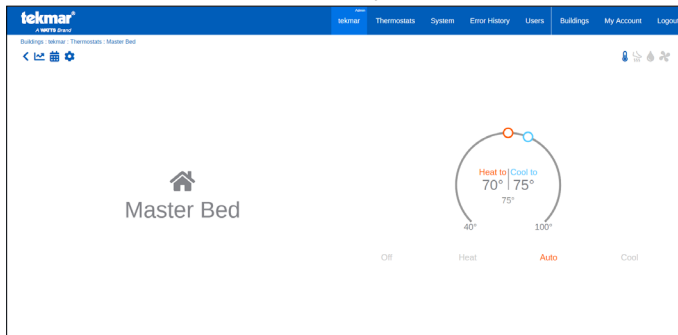 tekmar®
A WATTS Brand
Admin
tekmar Thermostats System Error History Users Buildings My Account Logout
Buildings : tekmar : Thermostats : Master Bed
Heat to Cool to
70° 75°
75°
40° 100°
Master Bed
Off Heat Auto Cool